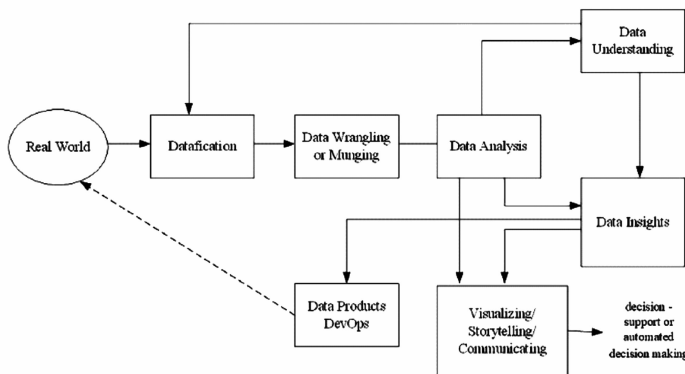 Data
Understanding
Real World
Datafication
Data Wrangling
or Munging
Data Analysis
Data Insights
Data Products
DevOps
Visualizing/
Storytelling/
Communicating
decision -
support or
automated
decision making